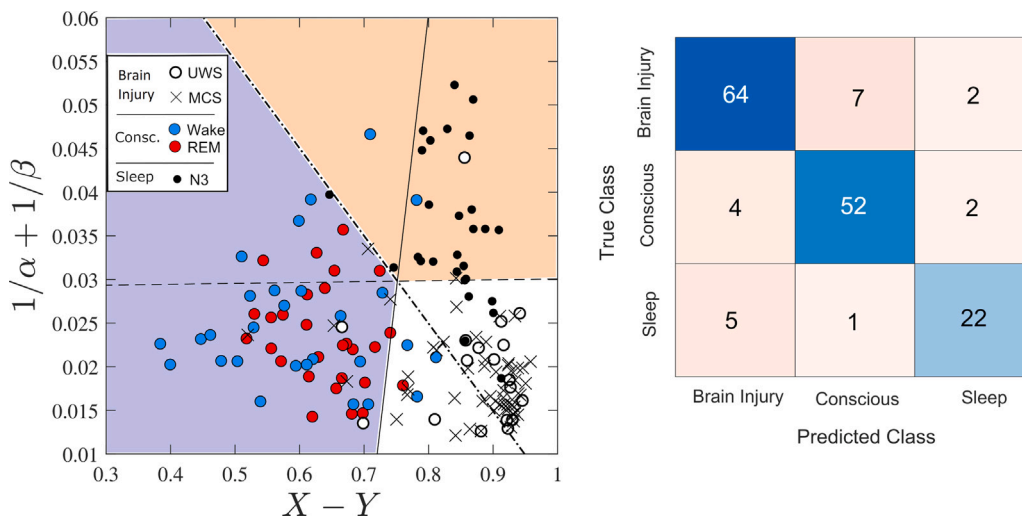 0.06
0.055
0.05
0.045
0.04
0.035
0.03
0.025
0.02
0.015
0.01
1/α + 1/β
Brain
Injury
UWS
MCS
Consc.
Wake
REM
Sleep
N3
0.3 0.4 0.5 0.6 0.7 0.8 0.9 1
X − Y
True Class
Brain Injury
Conscious
Sleep
64 7 2
4 52 2
5 1 22
Brain Injury Conscious Sleep
Predicted Class